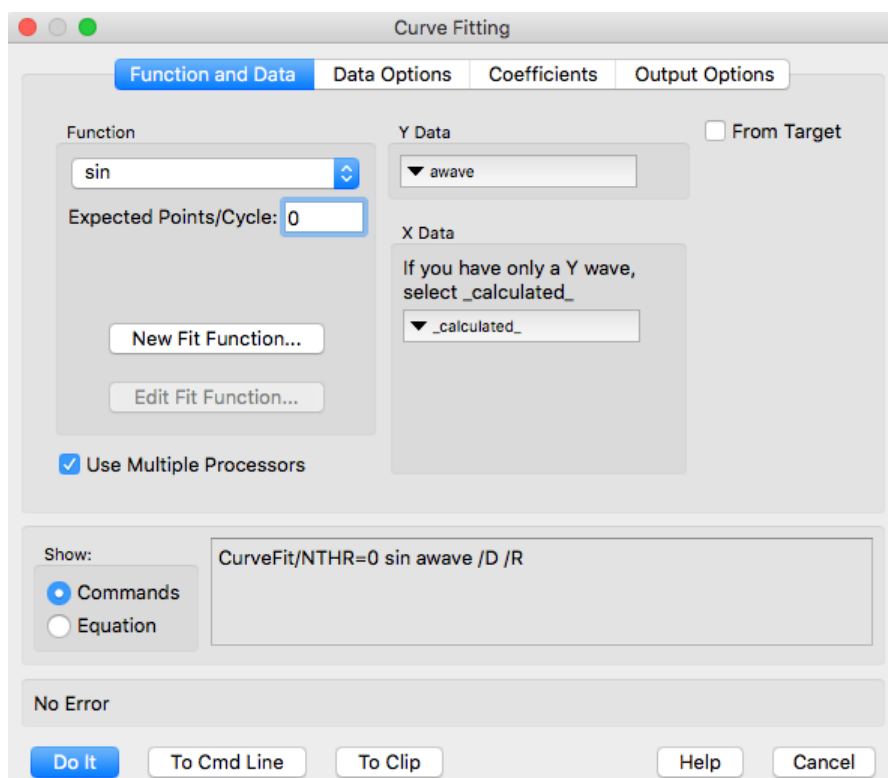 Curve Fitting
Function and Data
Data Options
Coefficients
Output Options
Function
sin
Expected Points/Cycle: 0
New Fit Function...
Edit Fit Function...
Use Multiple Processors
Y Data
awave
From Target
X Data
If you have only a Y wave,
select _calculated_
_calculated_
Show:
Commands
Equation
CurveFit/NTHR=0 sin awave /D /R
No Error
Do It
To Cmd Line
To Clip
Help
Cancel